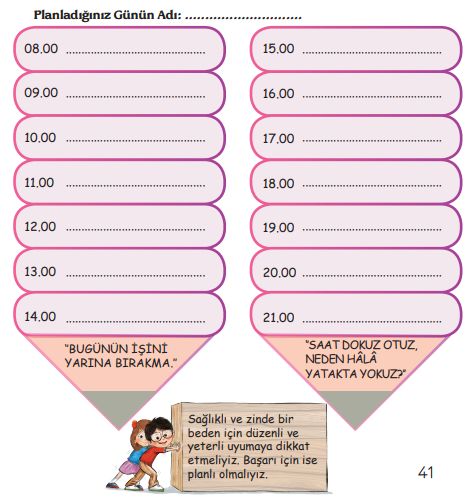 Planladığınız Günün Adı: .............................
08.00 ........................................
09.00 ........................................
10.00 ........................................
11.00 ........................................
12.00 ........................................
13.00 ........................................
14.00 ........................................
"BUGÜNÜN İŞİNİ
YARINA BIRAKMA."
15.00 ........................................
16.00 ........................................
17.00 ........................................
18.00 ........................................
19.00 ........................................
20.00 ........................................
21.00 ........................................
"SAAT DOKUZ OTUZ,
NEDEN HÂLÂ
YATAKTA YOKUZ?"
Sağlıklı ve zinde bir
beden için düzenli ve
yeterli uyumaya dikkat
etmeliyiz. Başarı için ise
planlı olmalıyız.
41